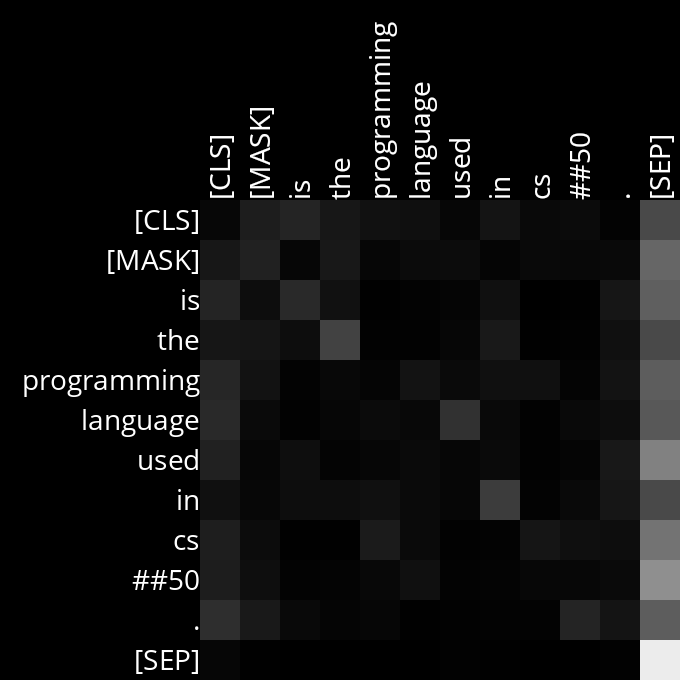 [CLS] [MASK] is the programming language used in cs ##50 . [SEP]
[CLS]
[MASK]
is
the
programming
language
used
in
cs
##50
.
[SEP]